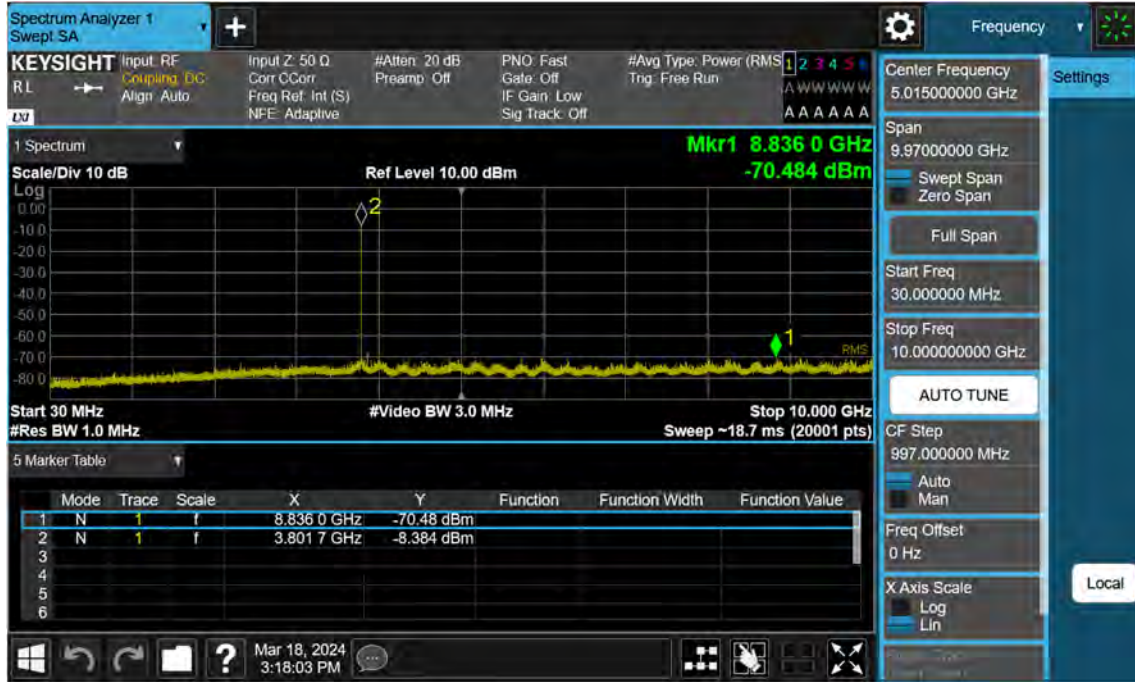 Spectrum Analyzer 1
Swept SA
+
Frequency
KEYSIGHT
RL
LXI
Input: RF
Coupling: DC
Align: Auto
Input Z: 50 Ω
Corr CCorr
Freq Ref: Int (S)
NFE: Adaptive
#Atten: 20 dB
Preamp: Off
PNO: Fast
Gate: Off
IF Gain: Low
Sig Track: Off
#Avg Type: Power (RMS
Trig: Free Run
1 2 3 4 5 6
A W W W W W
A A A A A A
Center Frequency
5.015000000 GHz
Settings
1 Spectrum
Scale/Div 10 dB
Ref Level 10.00 dBm
Mkr1 8.836 0 GHz
-70.484 dBm
Span
9.97000000 GHz
Swept Span
Zero Span
Full Span
Start Freq
30.000000 MHz
Stop Freq
10.000000000 GHz
AUTO TUNE
CF Step
997.000000 MHz
Auto
Man
Freq Offset
0 Hz
X Axis Scale
Log
Lin
Local
Log
0.00
-10.0
-20.0
-30.0
-40.0
-50.0
-60.0
-70.0
-80.0
2
1
RMS
Start 30 MHz
#Video BW 3.0 MHz
Stop 10.000 GHz
#Res BW 1.0 MHz
Sweep ~18.7 ms (20001 pts)
5 Marker Table
Mode Trace Scale X Y Function Function Width Function Value
1 N 1 f 8.836 0 GHz -70.48 dBm
2 N 1 f 3.801 7 GHz -8.384 dBm
3
4
5
6
?
Mar 18, 2024
3:18:03 PM